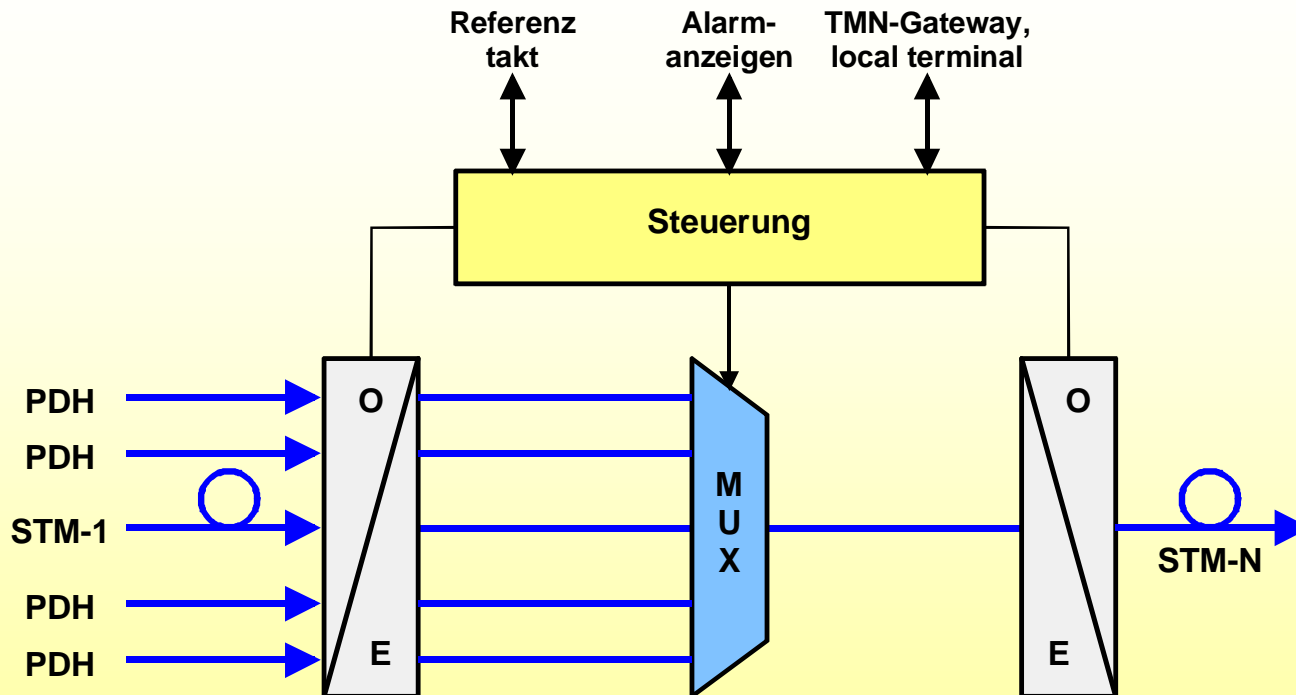 Referenz
takt
Alarm-
anzeigen
TMN-Gateway,
local terminal
Steuerung
PDH
PDH
STM-1
PDH
PDH
O
E
M
U
X
O
E
STM-N